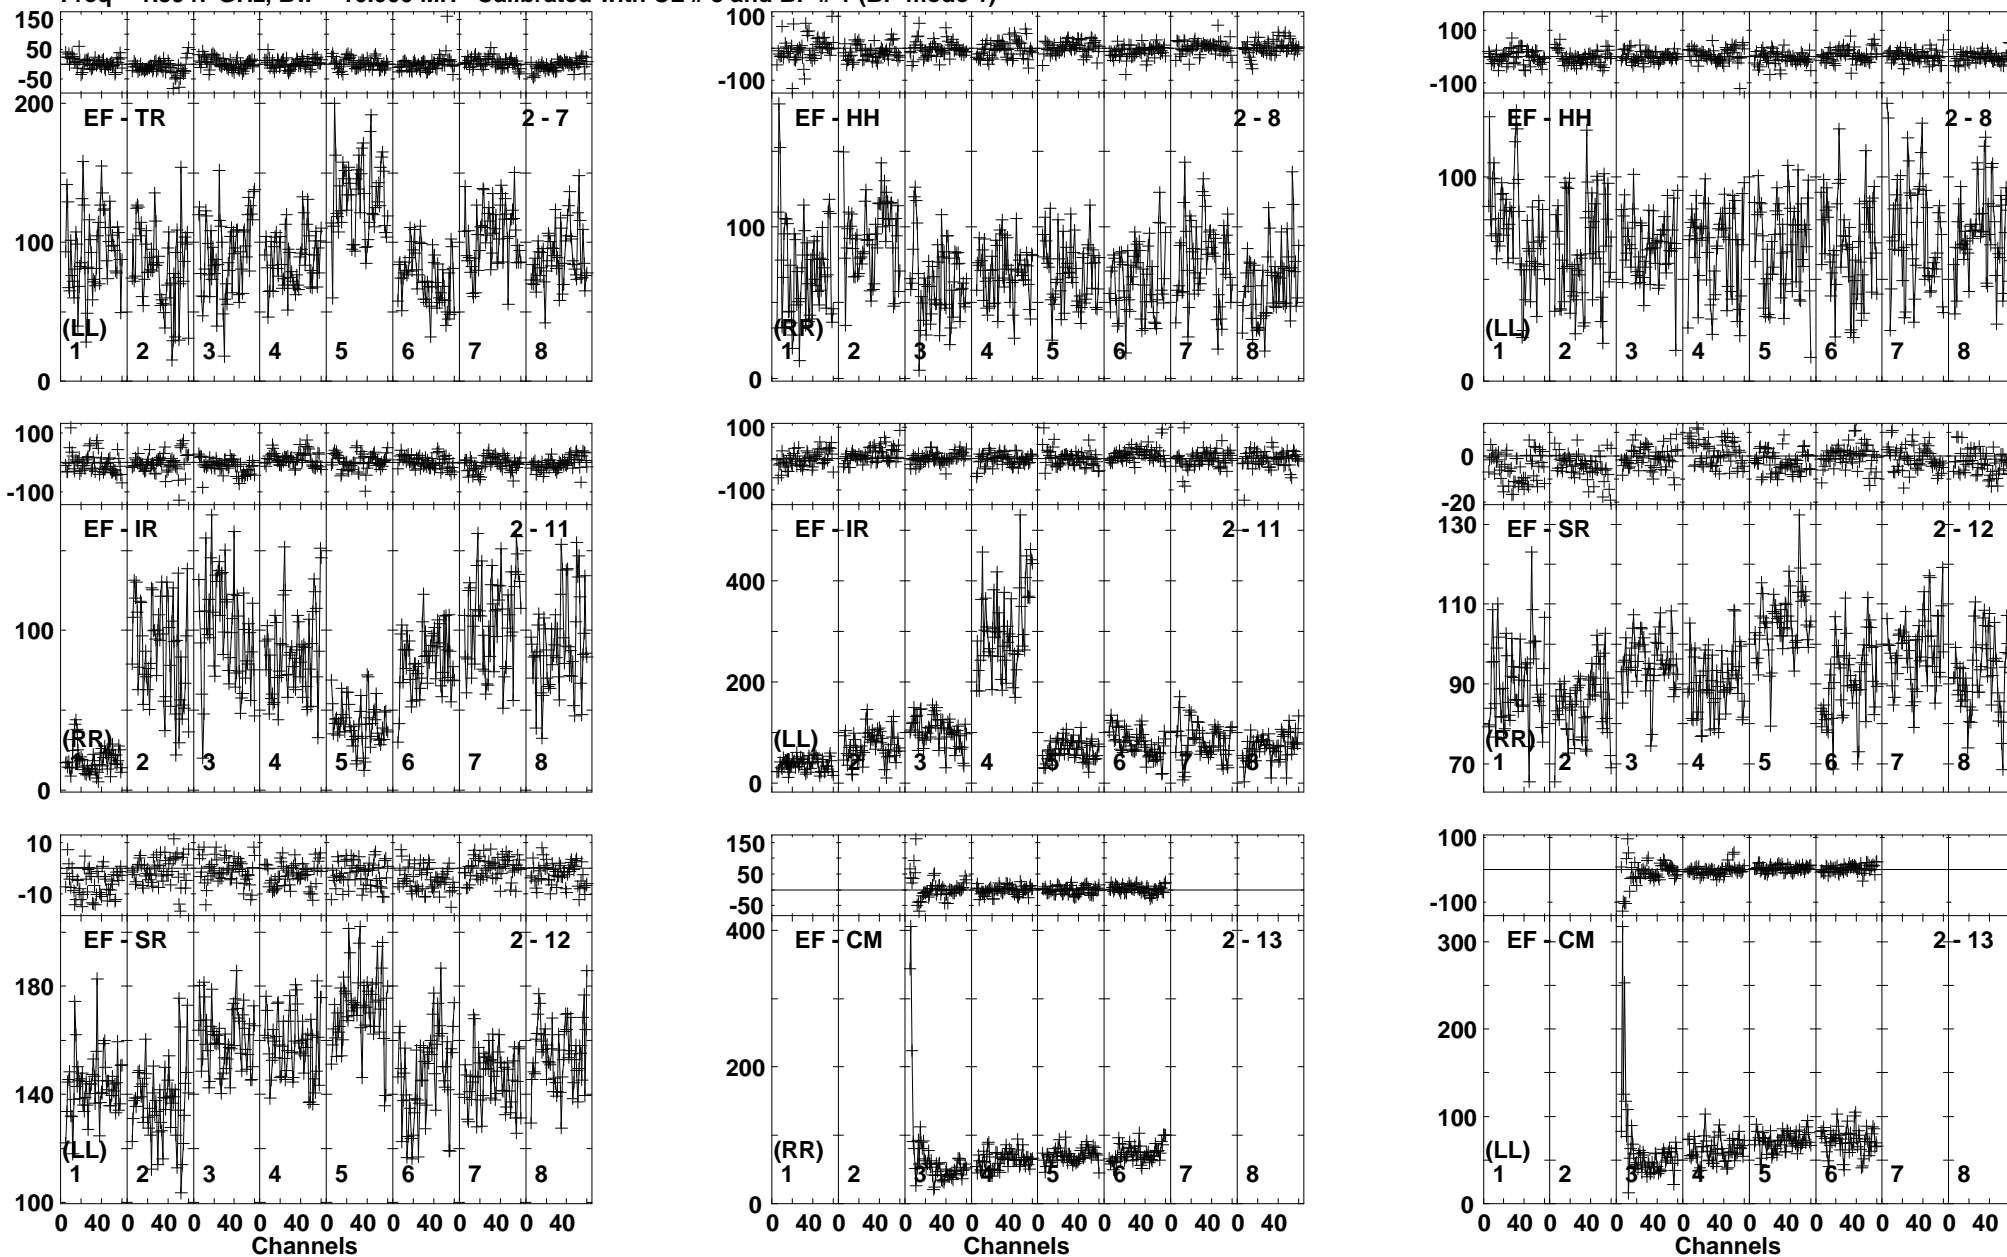 150 50 -50 200 100 0 EF - TR 2 - 7 (LL) 1 2 3 4 5 6 7 8
100 -100 100 0 EF - HH 2 - 8 (RR) 1 2 3 4 5 6 7 8
100 -100 100 0 EF - HH 2 - 8 (LL) 1 2 3 4 5 6 7 8
100 -100 100 0 EF - IR 2 - 11 (RR) 1 2 3 4 5 6 7 8
100 -100 400 200 0 EF - IR 2 - 11 (LL) 1 2 3 4 5 6 7 8
0 -20 130 110 90 70 EF - SR 2 - 12 (RR) 1 2 3 4 5 6 7 8
10 -10 180 140 100 EF - SR 2 - 12 (LL) 1 2 3 4 5 6 7 8
0 40 0 40 0 40 0 40 0 40 0 40 0 40 0 40
Channels
150 50 -50 400 200 0 EF - CM 2 - 13 (RR) 1 2 3 4 5 6 7 8
0 40 0 40 0 40 0 40 0 40 0 40 0 40 0 40
Channels
100 -100 300 200 100 0 EF - CM 2 - 13 (LL) 1 2 3 4 5 6 7 8
0 40 0 40 0 40 0 40 0 40 0 40 0 40 0 40
Channels